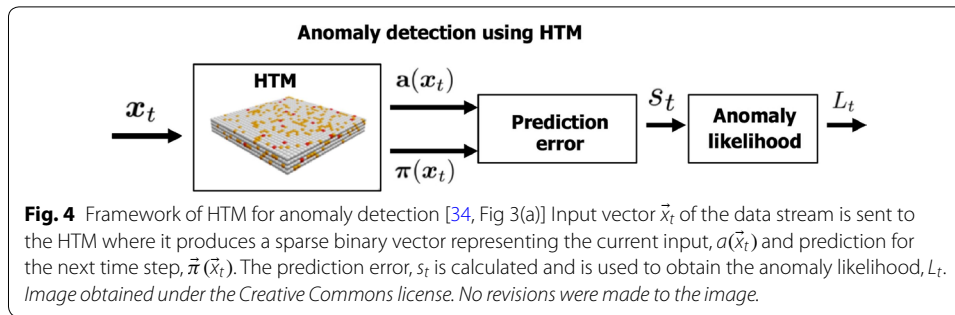 Anomaly detection using HTM
HTM
x_t
a(x_t)
π(x_t)
Prediction
error
s_t
Anomaly
likelihood
L_t
Fig. 4 Framework of HTM for anomaly detection [34, Fig 3(a)] Input vector x⃗_t of the data stream is sent to
the HTM where it produces a sparse binary vector representing the current input, a(x⃗_t) and prediction for
the next time step, π⃗(x⃗_t). The prediction error, s_t is calculated and is used to obtain the anomaly likelihood, L_t.
Image obtained under the Creative Commons license. No revisions were made to the image.